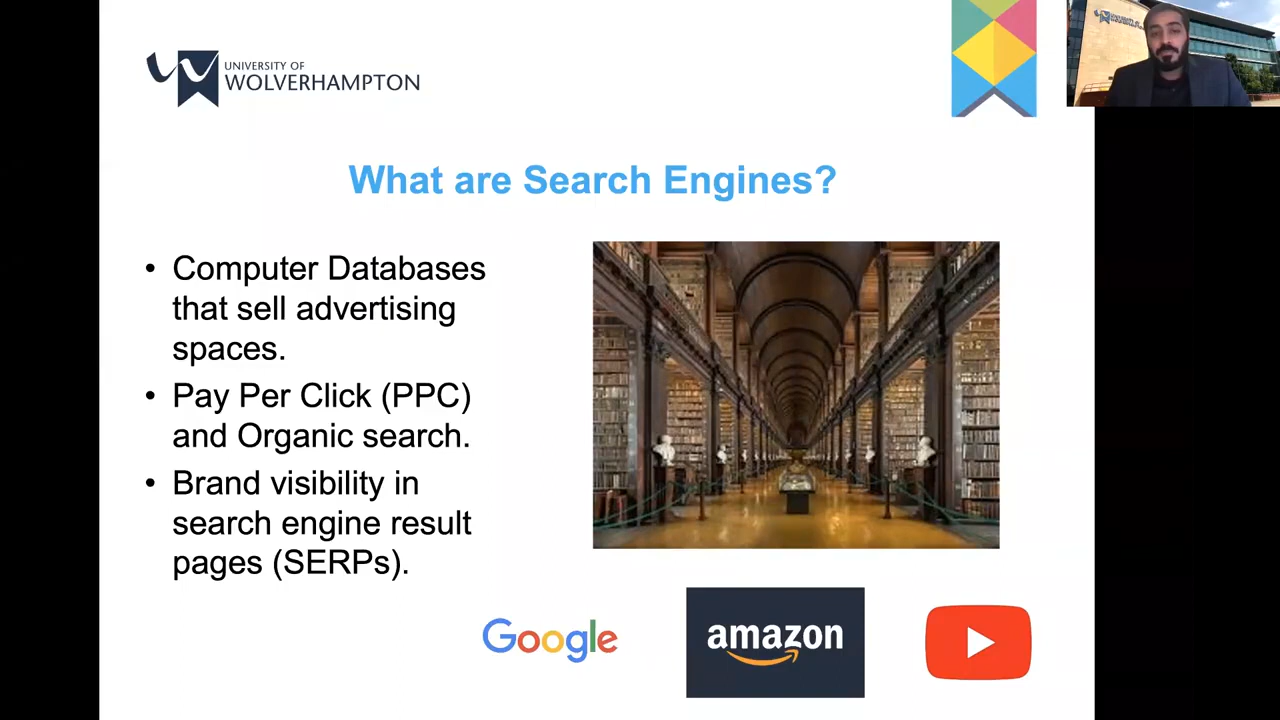 UNIVERSITY OF
WOLVERHAMPTON
What are Search Engines?
• Computer Databases
that sell advertising
spaces.
• Pay Per Click (PPC)
and Organic search.
• Brand visibility in
search engine result
pages (SERPs).
Google
amazon